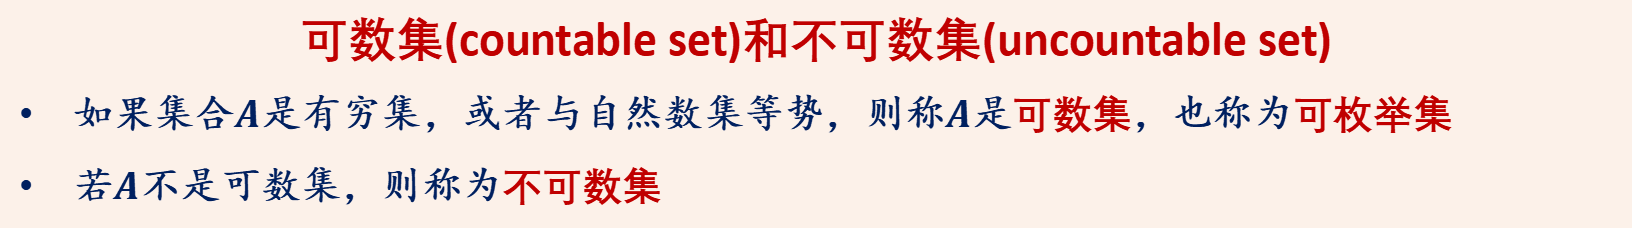 可数集(countable set)和不可数集(uncountable set)
• 如果集合A是有穷集，或者与自然数集等势，则称A是可数集，也称为可枚举集
• 若A不是可数集，则称为不可数集